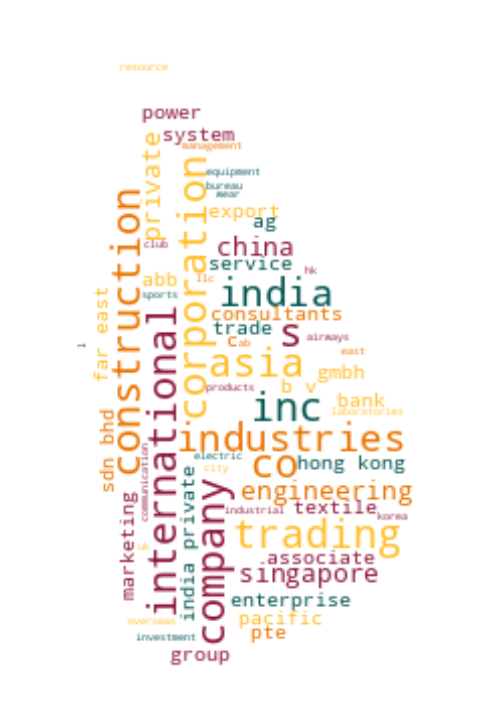 resource
power
system
management
private
equipment
bureau
wear
corporation
export
ag
construction
club
china
service
hk
abb
llc
india
sports
consultants
far east
trade
s
airways
c
ab
l
east
asia
gmbh
products
b v
international
bank
inc
laboratories
sdn bhd
industries
communication
electric
co
hong kong
city
india private
company
engineering
marketing
industrial
textile
korea
trading
uk
associate
singapore
enterprise
overseas
pacific
investment
pte
group